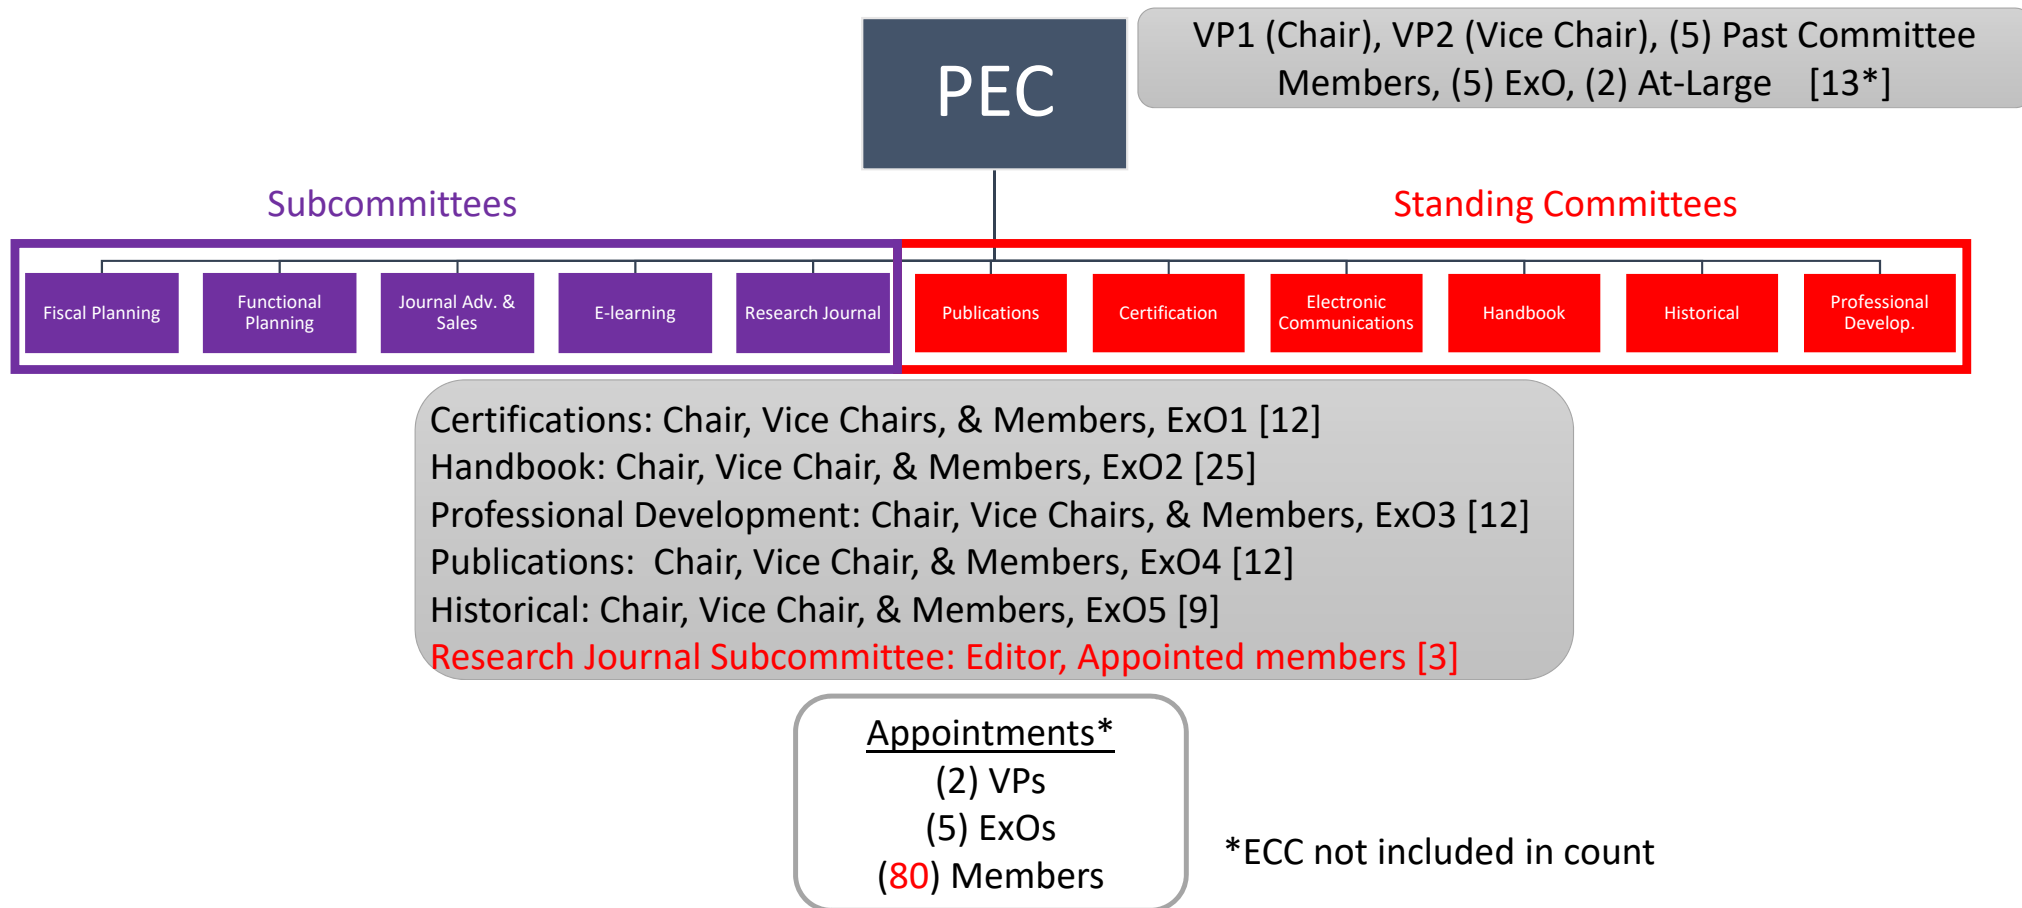 PEC
VP1 (Chair), VP2 (Vice Chair), (5) Past Committee
Members, (5) ExO, (2) At-Large [13*]
Subcommittees
Standing Committees
Fiscal Planning
Functional
Planning
Journal Adv. &
Sales
E-learning
Research Journal
Publications
Certification
Electronic
Communications
Handbook
Historical
Professional
Develop.
Certifications: Chair, Vice Chairs, & Members, ExO1 [12]
Handbook: Chair, Vice Chair, & Members, ExO2 [25]
Professional Development: Chair, Vice Chairs, & Members, ExO3 [12]
Publications: Chair, Vice Chair, & Members, ExO4 [12]
Historical: Chair, Vice Chair, & Members, ExO5 [9]
Research Journal Subcommittee: Editor, Appointed members [3]
Appointments*
(2) VPs
(5) ExOs
(80) Members
*ECC not included in count